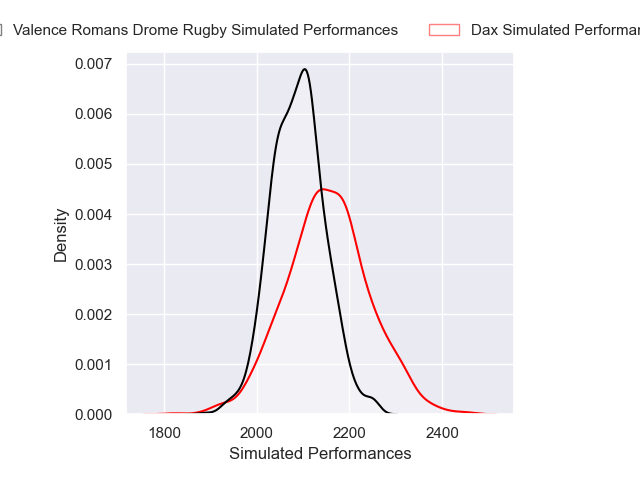 Valence Romans Drome Rugby Simulated Performances
Dax Simulated
0.007
0.006
0.005
0.004
0.003
0.002
0.001
0.000
Density
1800 2000 2200 2400
Simulated Performances